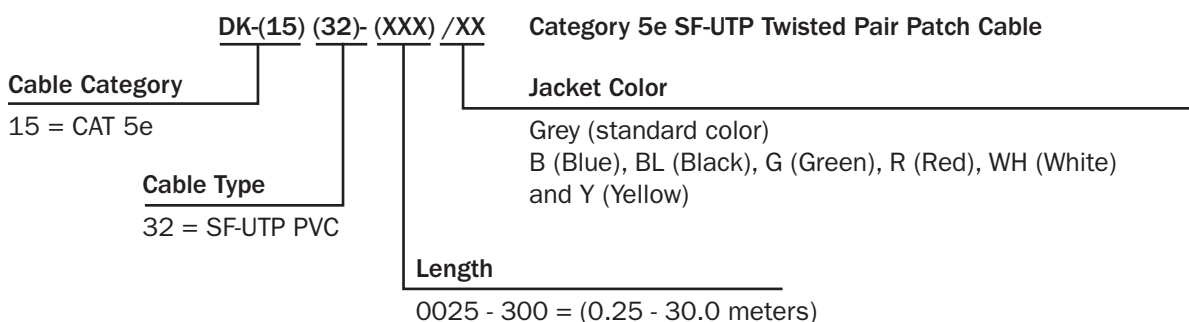 DK-(15) (32)- (XXX) /XX Category 5e SF-UTP Twisted Pair Patch Cable
Cable Category
15 = CAT 5e
Jacket Color
Grey (standard color)
B (Blue), BL (Black), G (Green), R (Red), WH (White)
and Y (Yellow)
Cable Type
32 = SF-UTP PVC
Length
0025 - 300 = (0.25 - 30.0 meters)